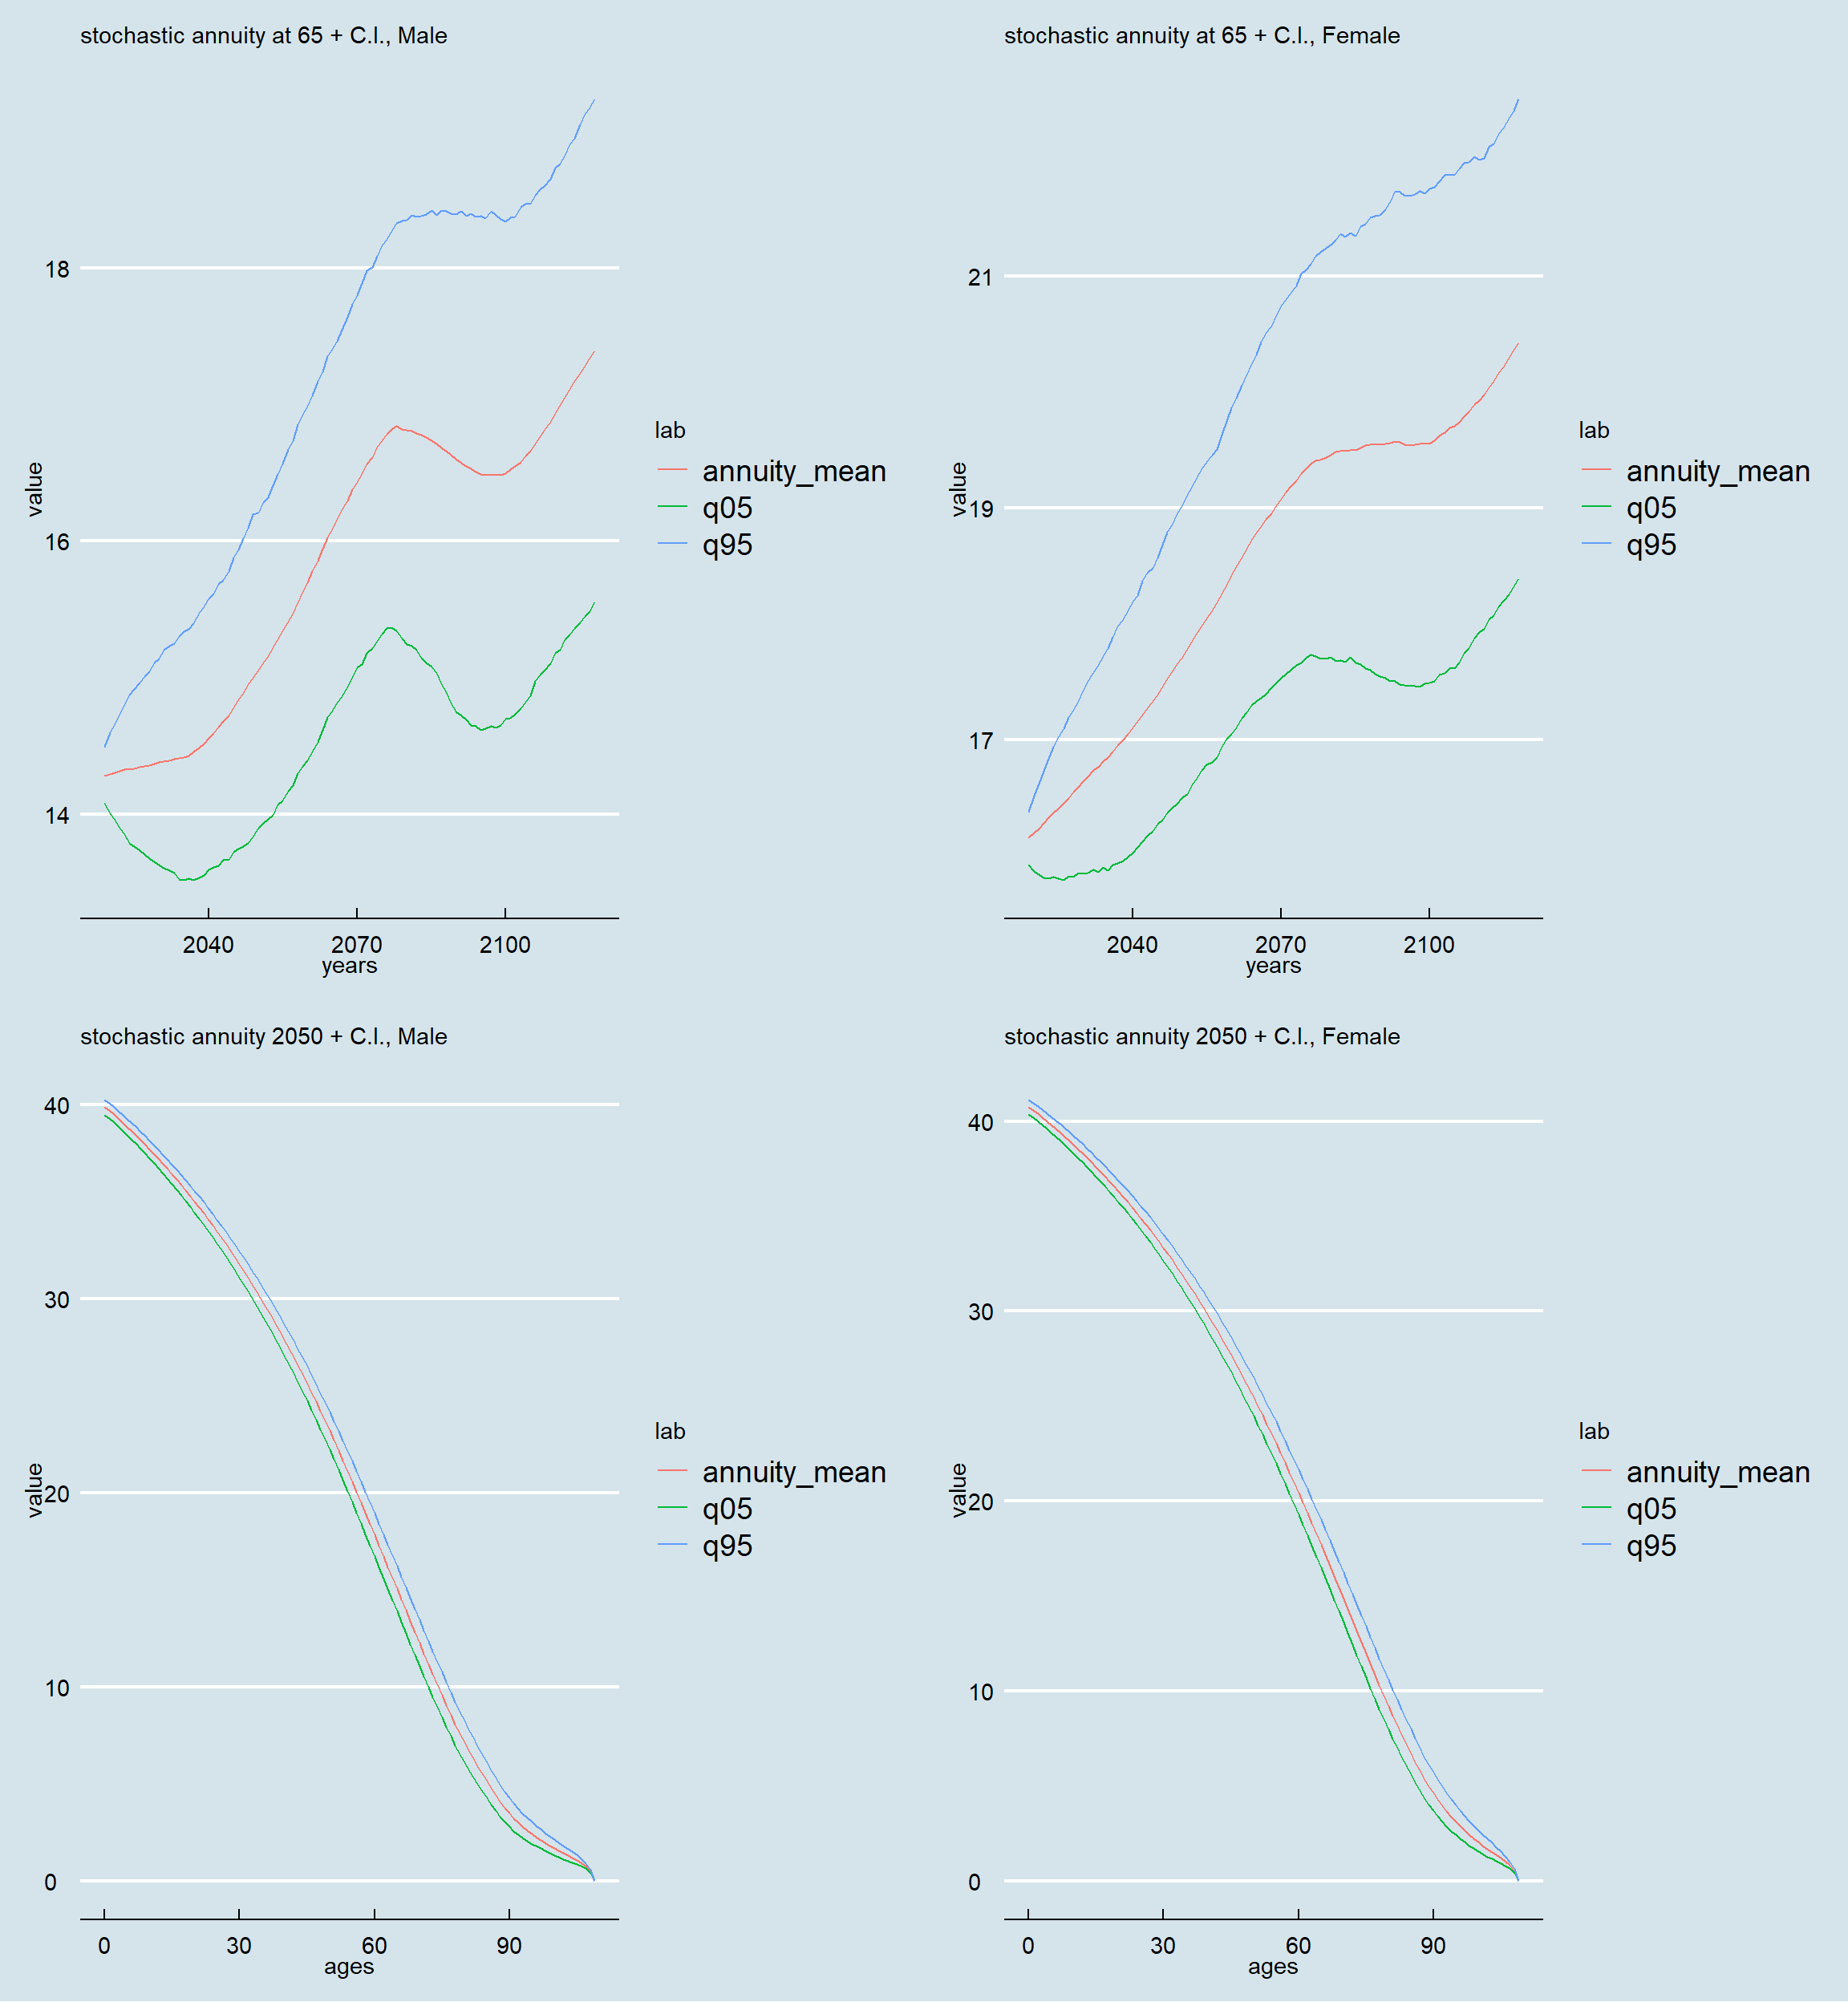 stochastic annuity at 65 + C.I., Male
18
16
14
value
2040
2070
2100
years
lab
annuity_mean
q05
q95
stochastic annuity at 65 + C.I., Female
21
19
17
value
2040
2070
2100
years
lab
annuity_mean
q05
q95
stochastic annuity 2050 + C.I., Male
40
30
20
10
0
value
0
30
60
90
ages
lab
annuity_mean
q05
q95
stochastic annuity 2050 + C.I., Female
40
30
20
10
0
value
0
30
60
90
ages
lab
annuity_mean
q05
q95